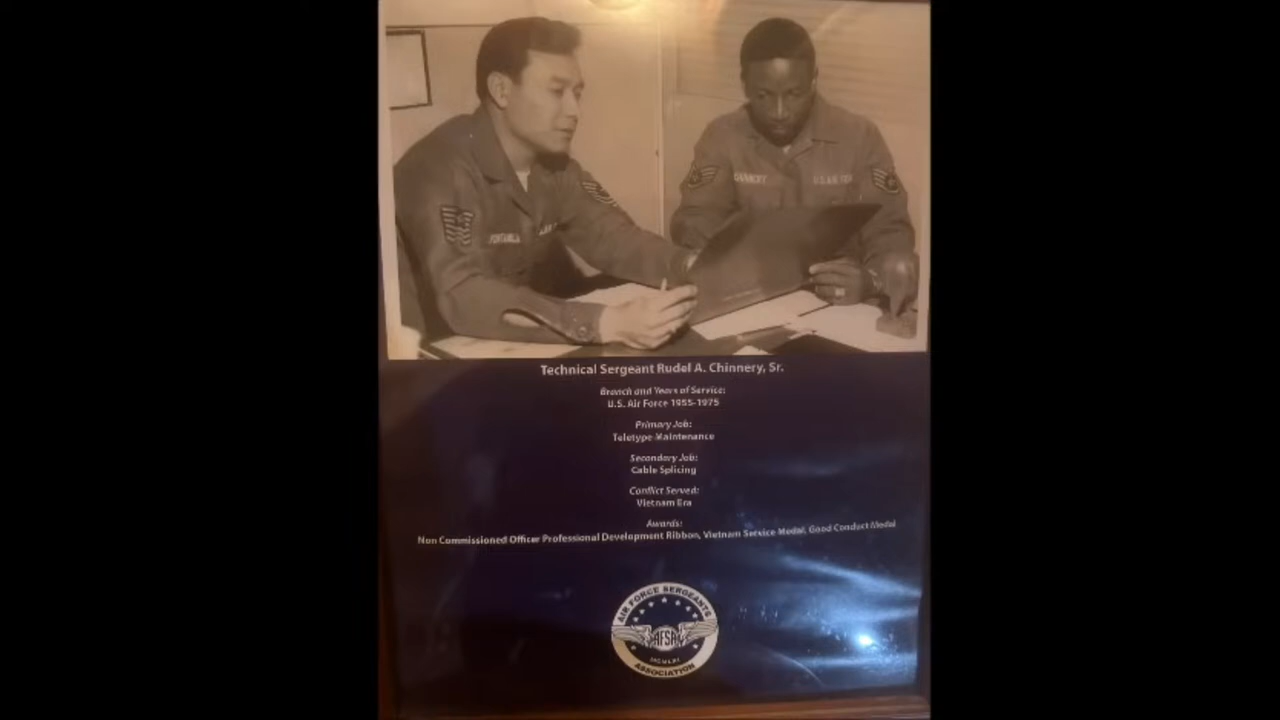 U.S. AIR FOR
Technical Sergeant Rudel A. Chinnery, Sr.
Branch and Years of Service:
U.S. Air Force 1955-1975
Primary Job:
Teletype Maintenance
Secondary Job:
Cable Splicing
Conflict Served:
Vietnam Era
Awards:
Non Commissioned Officer Professional Development Ribbon, Vietnam Service Medal, Good Conduct Medal
AIR FORCE SERGEANTS
AFSA
ASSOCIATION